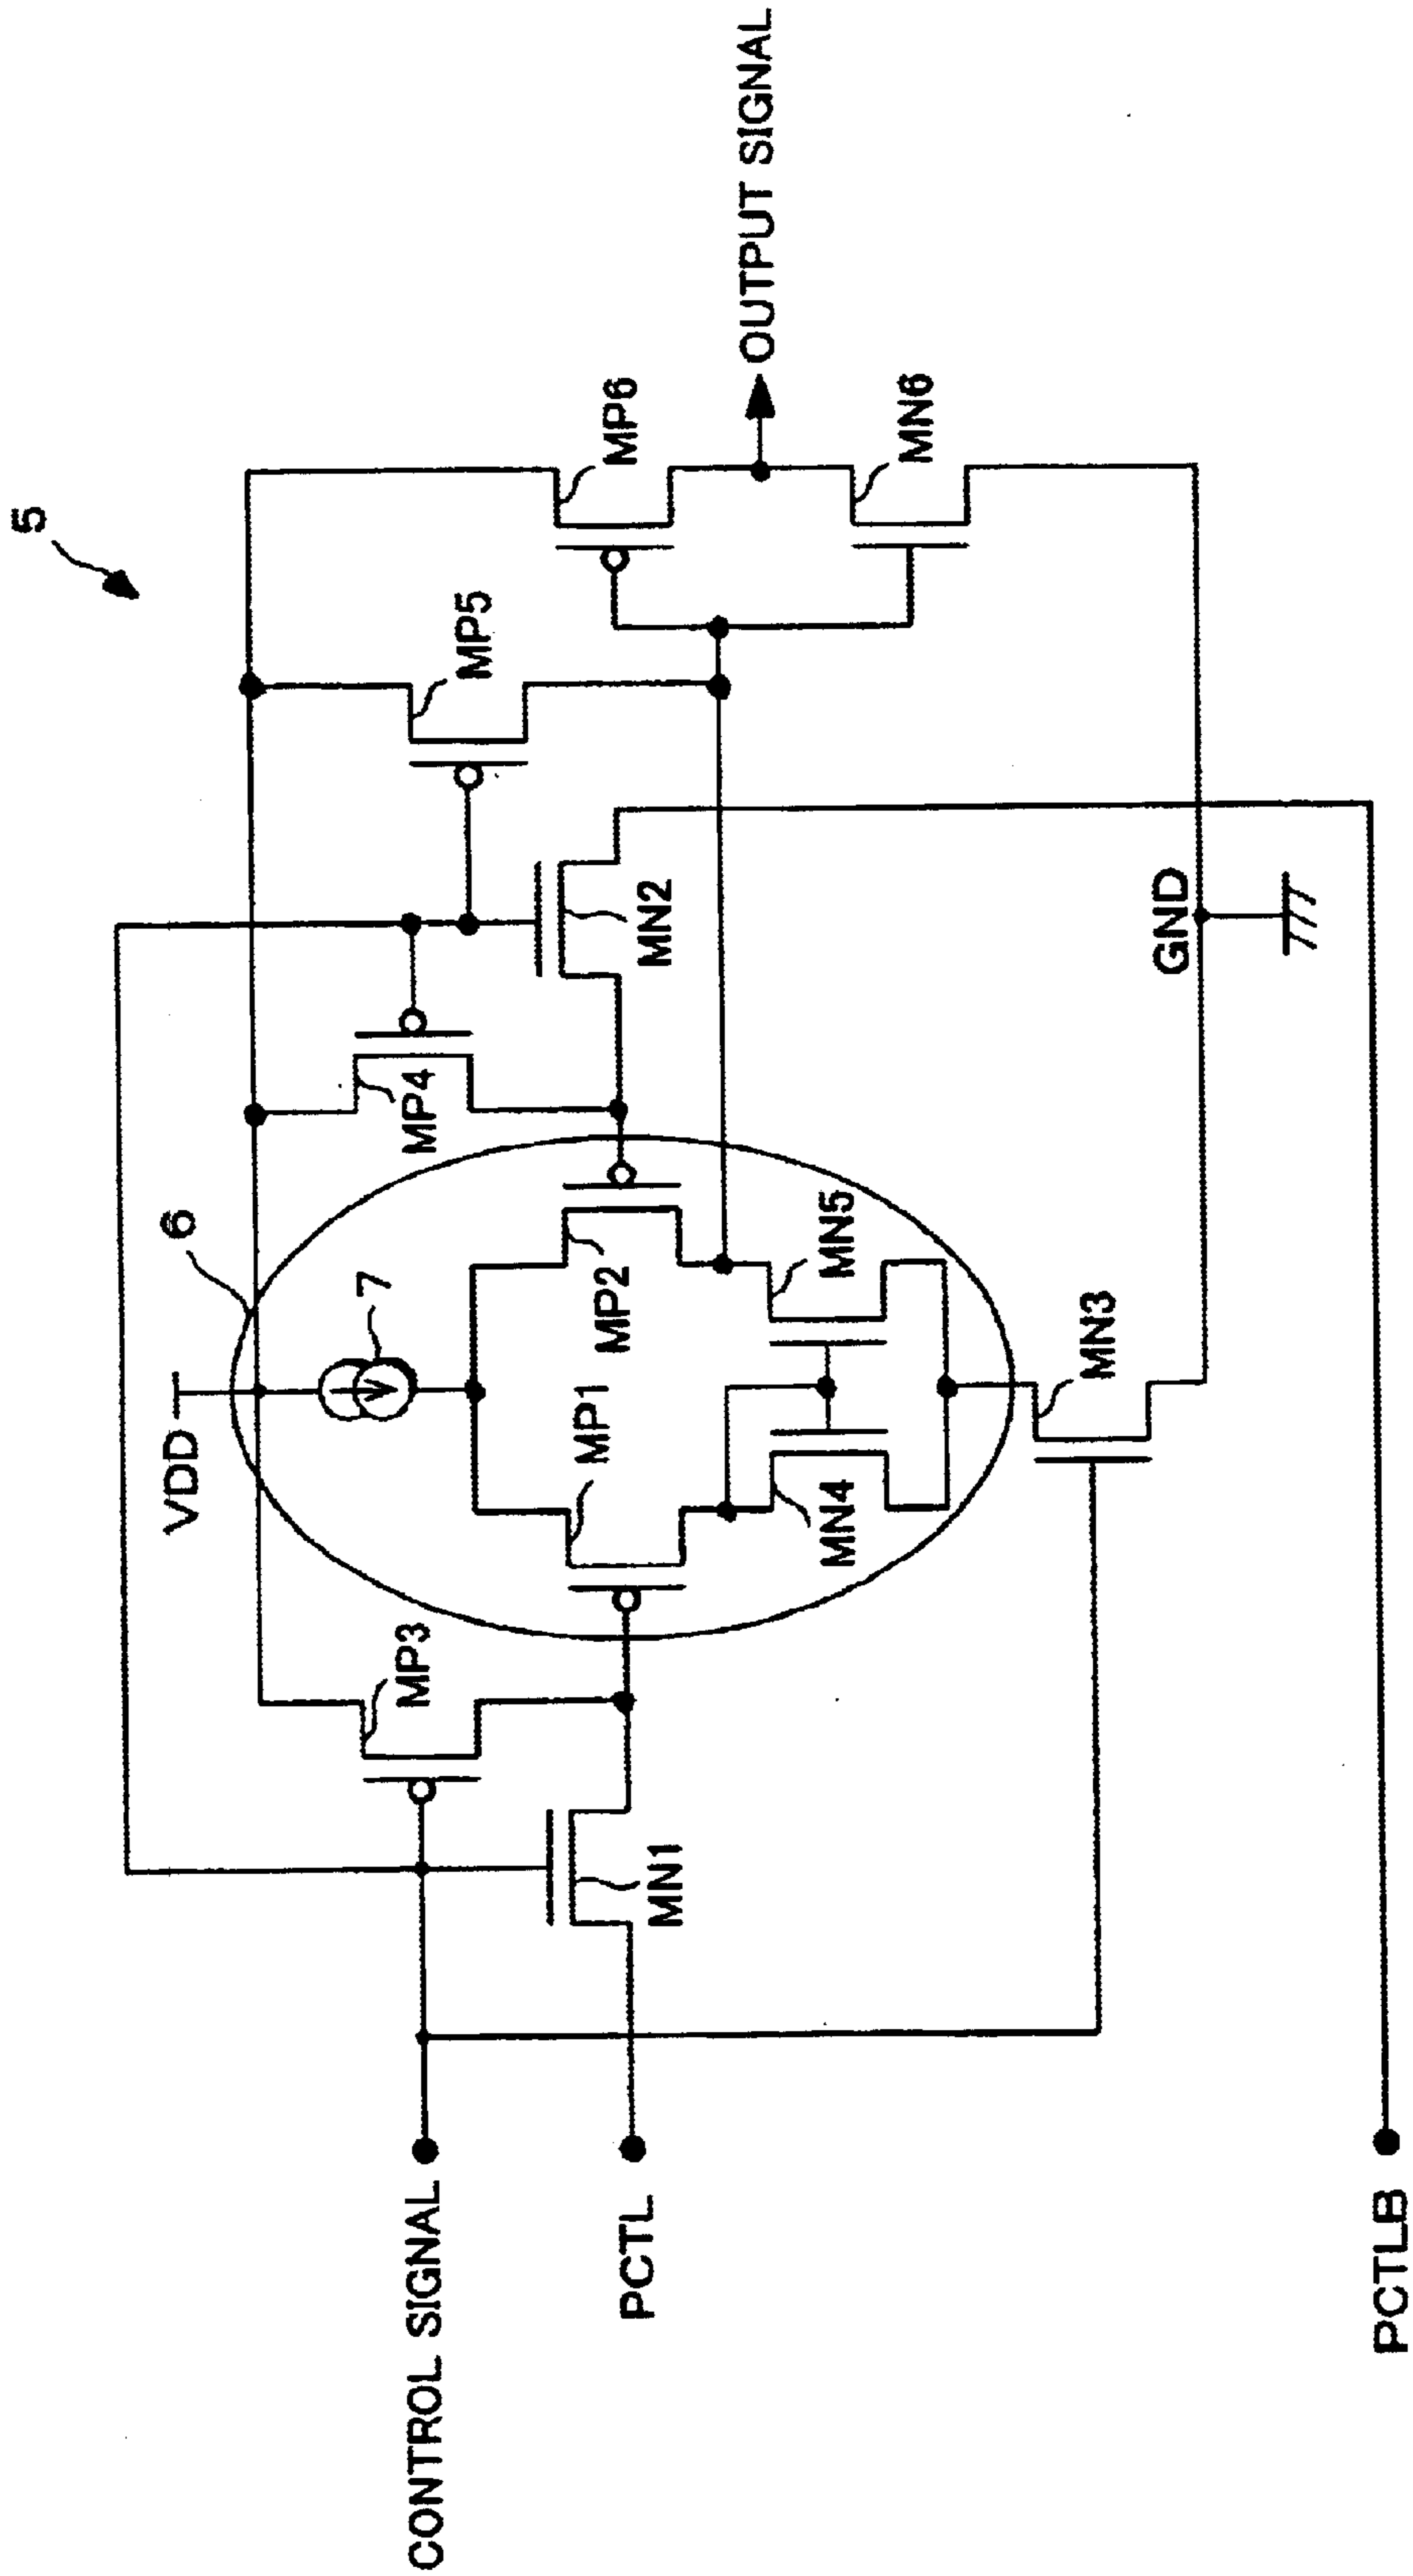 5
VDD
6
7
MP3
MP4
MP5
MP6
MP1
MP2
MN1
MN2
MN4
MN5
MN3
MN6
CONTROL SIGNAL
PCTL
PCTLB
GND
OUTPUT SIGNAL